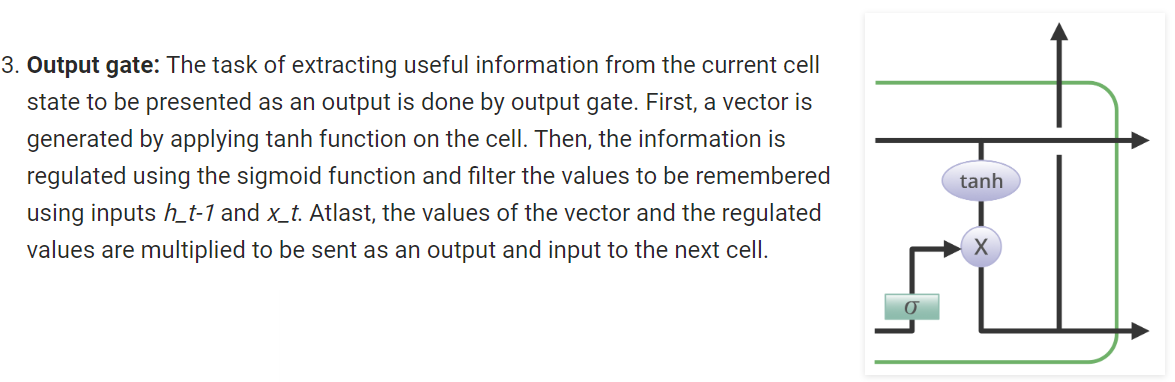 3. Output gate: The task of extracting useful information from the current cell
state to be presented as an output is done by output gate. First, a vector is
generated by applying tanh function on the cell. Then, the information is
regulated using the sigmoid function and filter the values to be remembered
using inputs h_t-1 and x_t. Atlast, the values of the vector and the regulated
values are multiplied to be sent as an output and input to the next cell.
tanh
X
σ